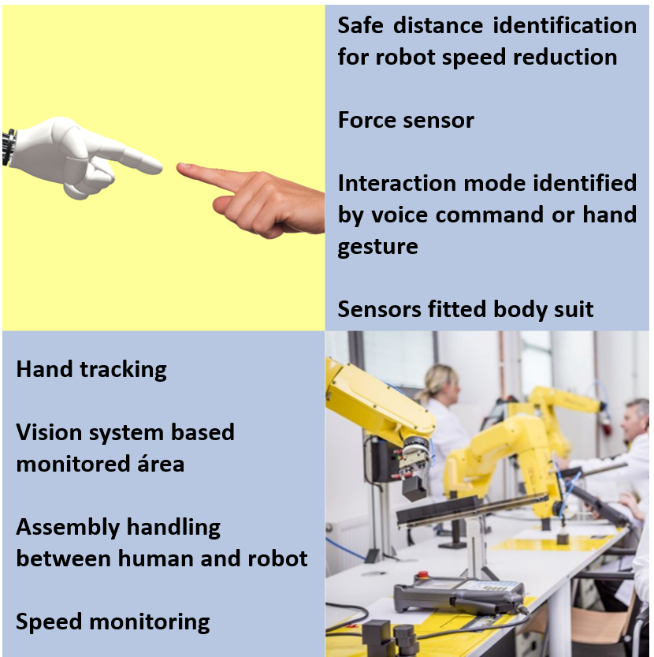 Safe distance identification
for robot speed reduction
Force sensor
Interaction mode identified
by voice command or hand
gesture
Sensors fitted body suit
Hand tracking
Vision system based
monitored área
Assembly handling
between human and robot
Speed monitoring